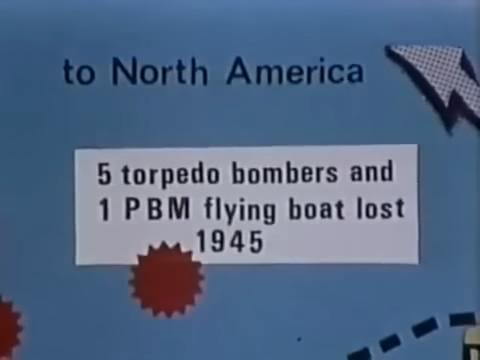 to North America
5 torpedo bombers and
1 PBM flying boat lost
1945